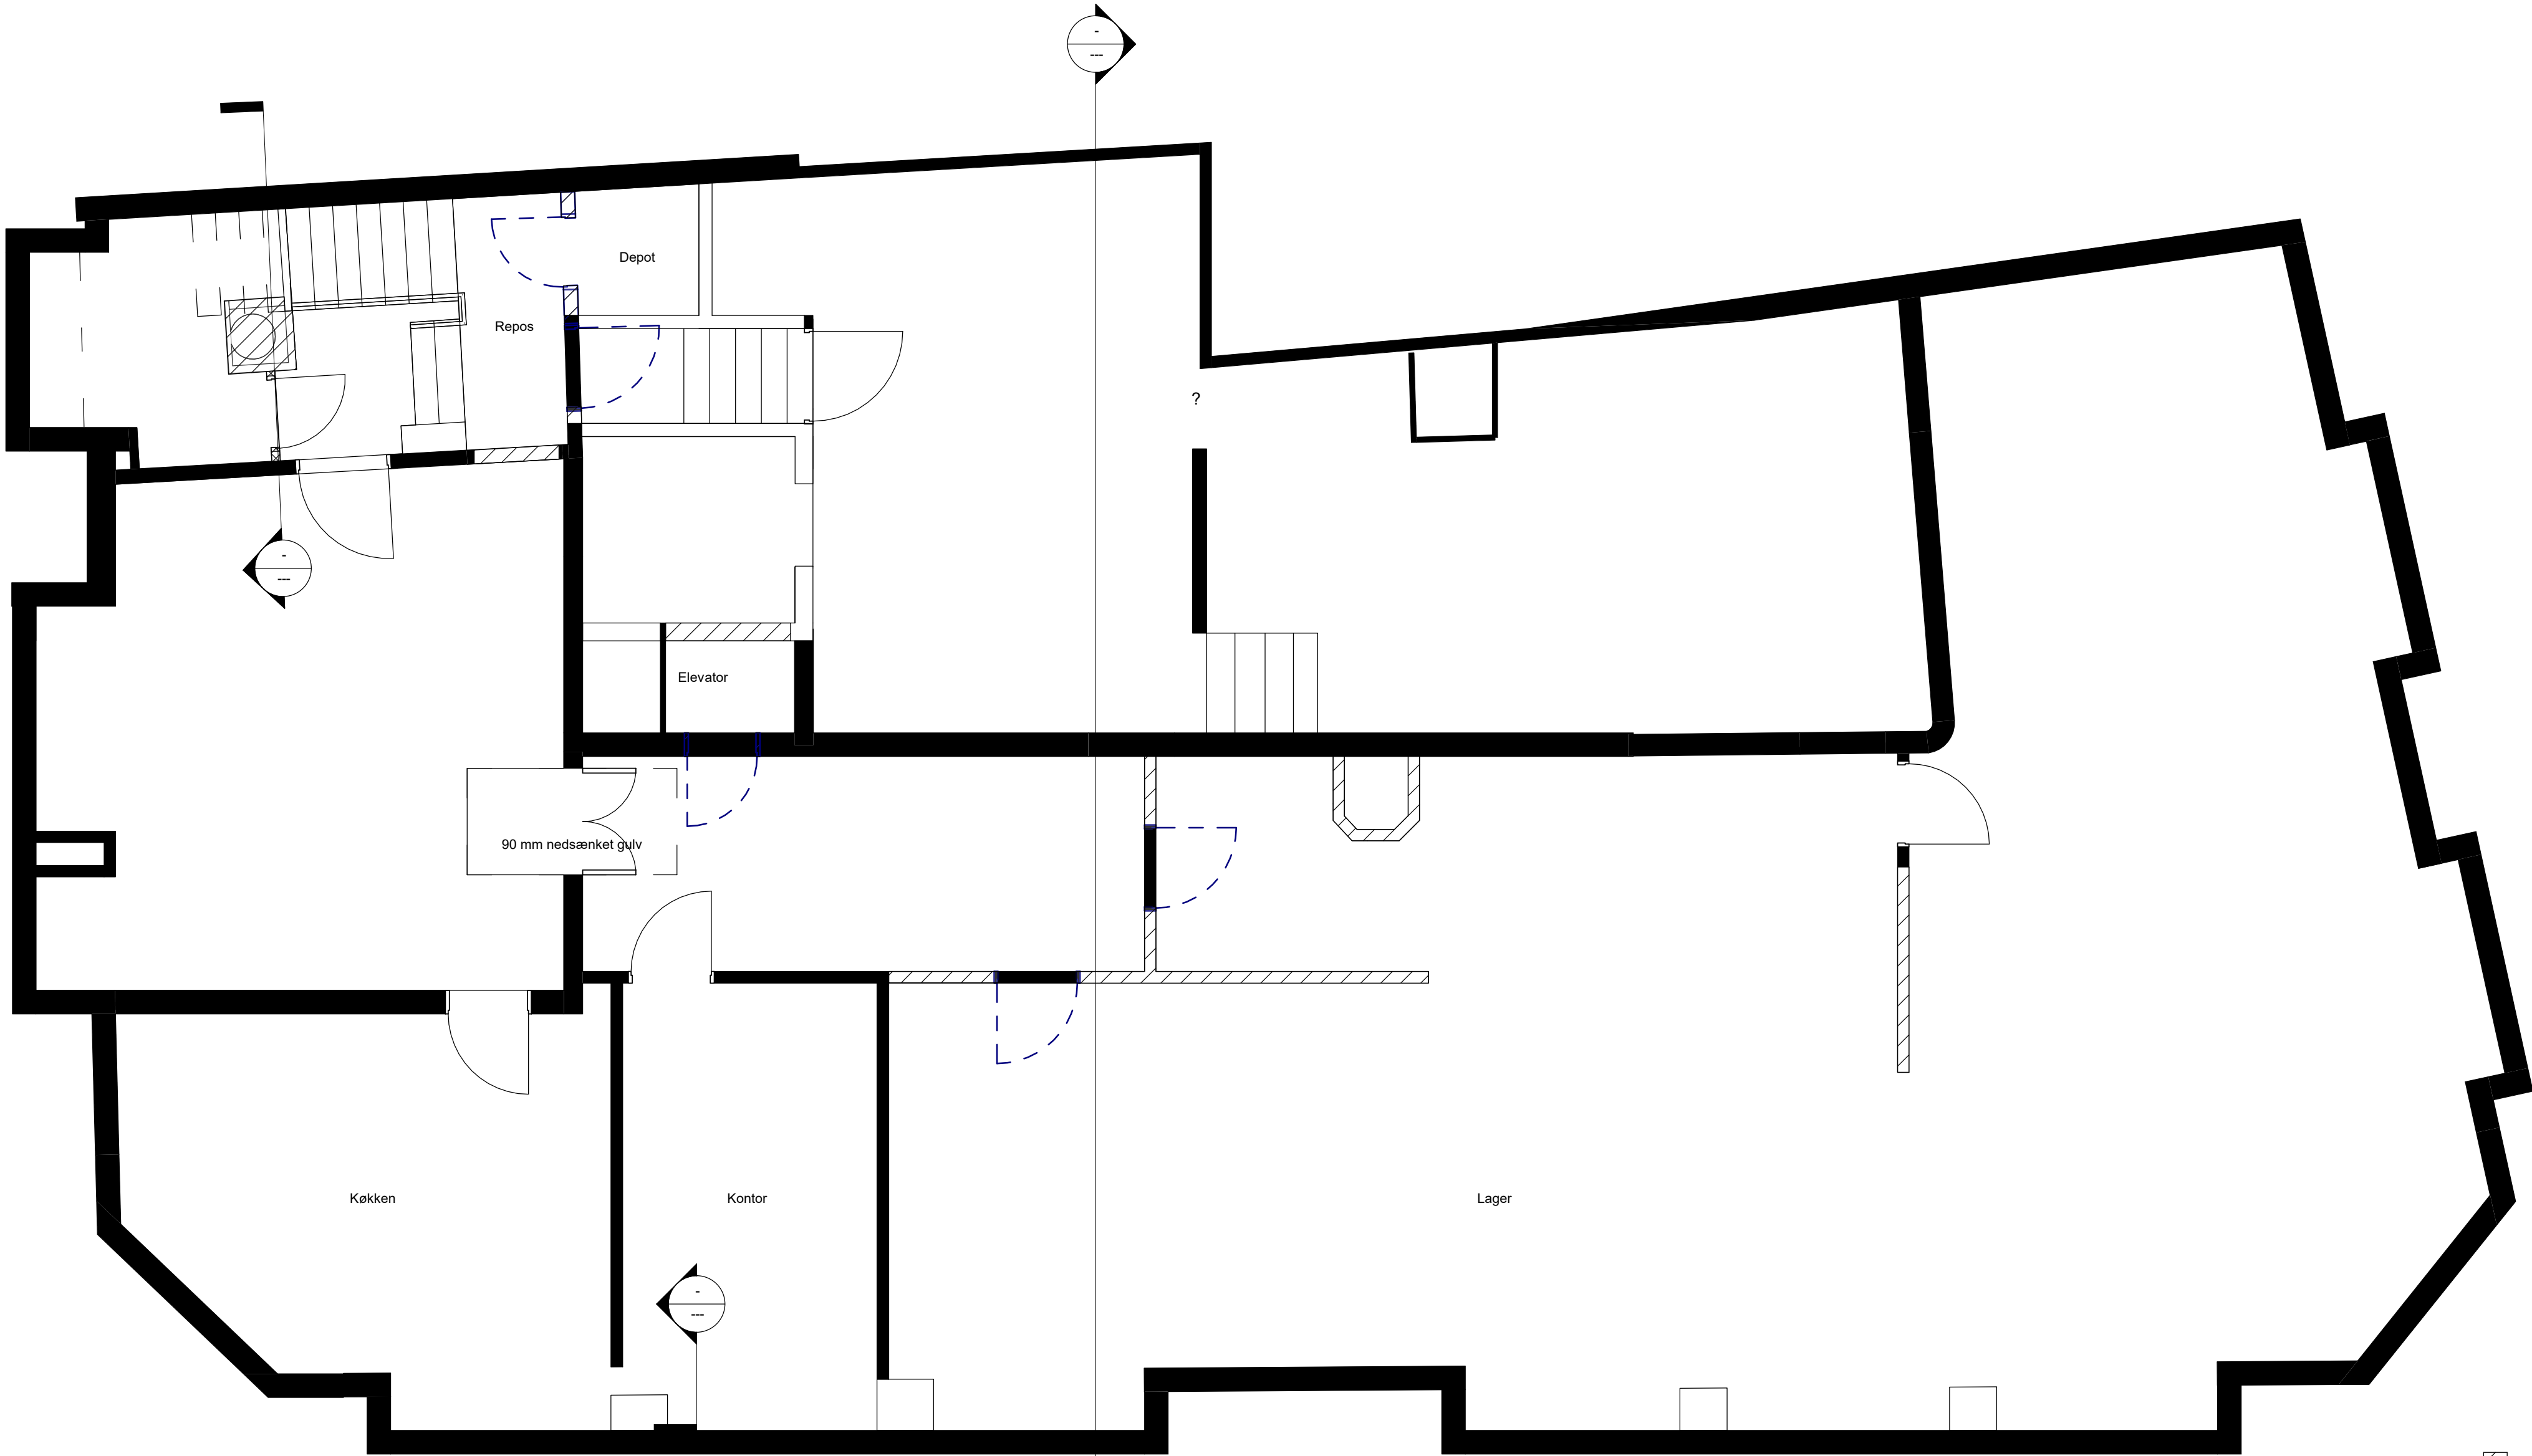 -
---
Depot
Repos
?
-
---
Elevator
90 mm nedsænket gulv
Køkken
Kontor
Lager
-
---